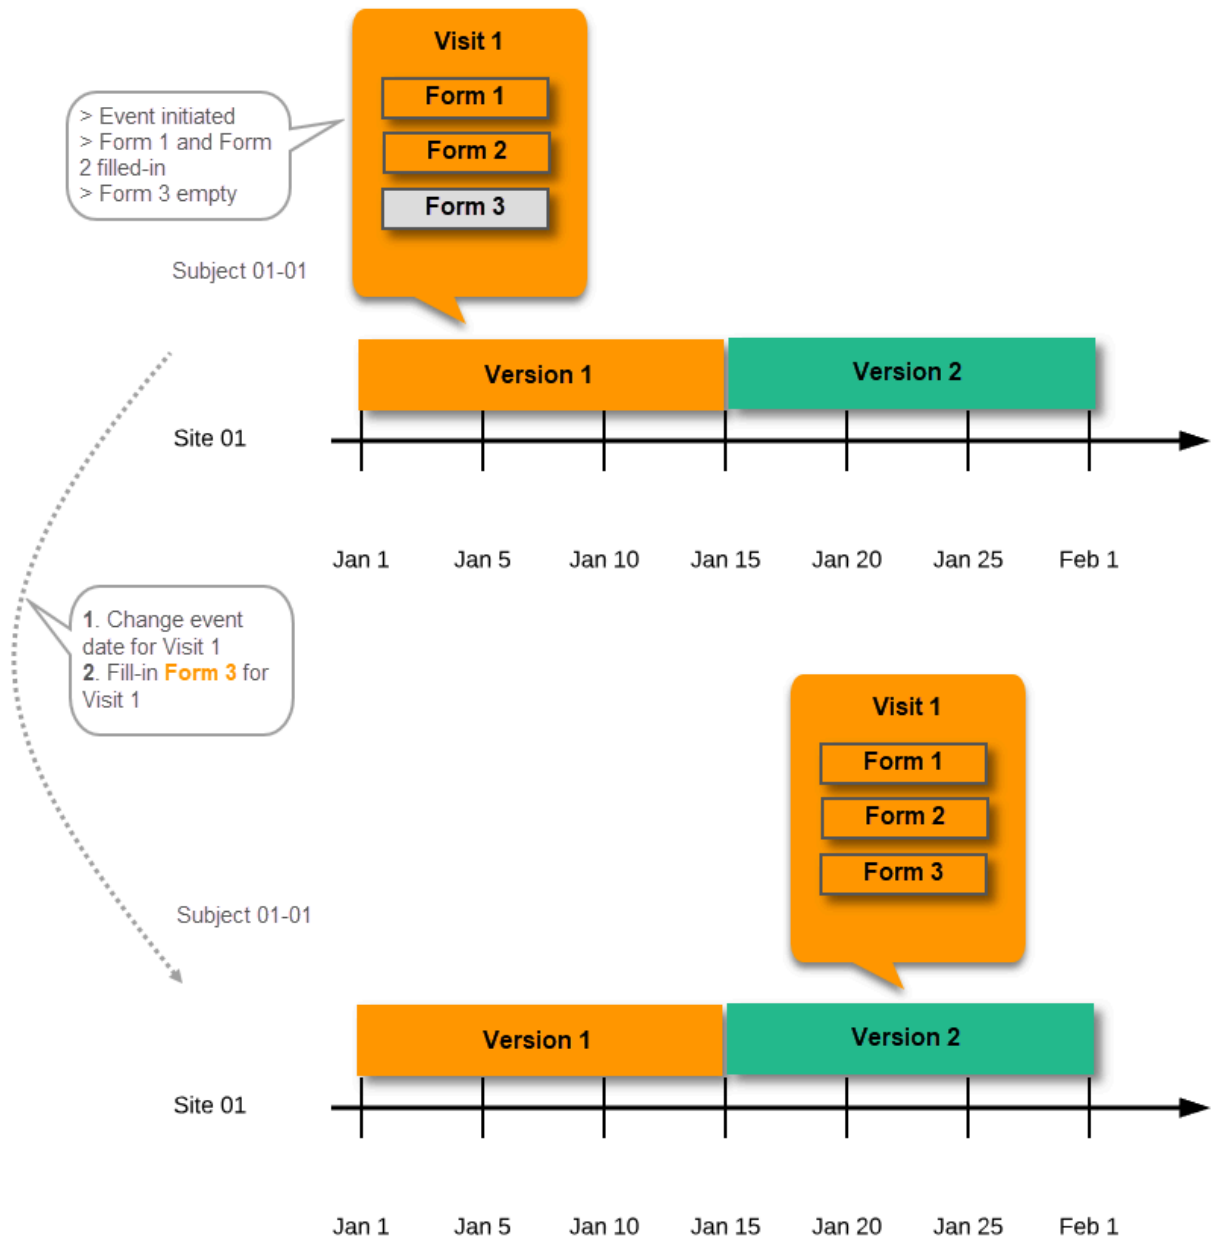 Visit 1
Form 1
Form 2
Form 3
> Event initiated
> Form 1 and Form
2 filled-in
> Form 3 empty
Subject 01-01
Version 1
Version 2
Site 01
Jan 1
Jan 5
Jan 10
Jan 15
Jan 20
Jan 25
Feb 1
1. Change event
date for Visit 1
2. Fill-in Form 3 for
Visit 1
Visit 1
Form 1
Form 2
Form 3
Subject 01-01
Version 1
Version 2
Site 01
Jan 1
Jan 5
Jan 10
Jan 15
Jan 20
Jan 25
Feb 1